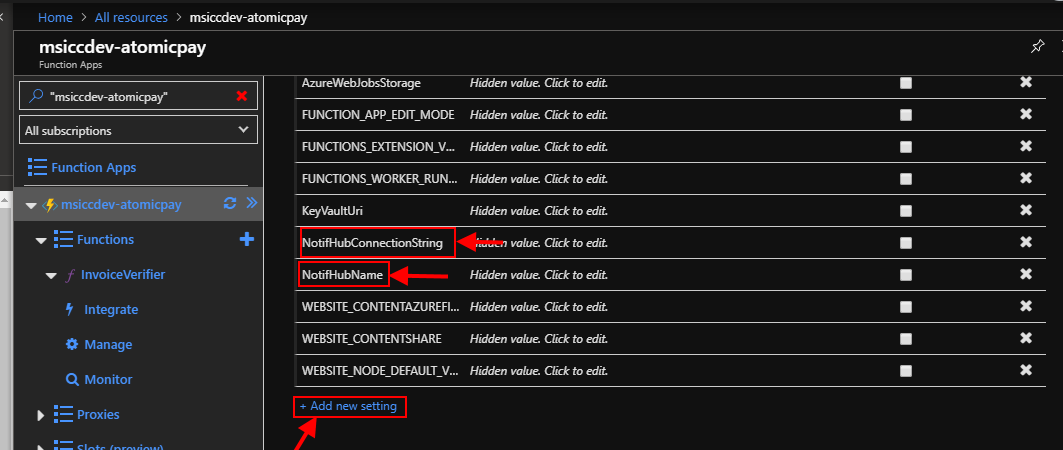 Home > All resources > msiccdev-atomicpay
msiccdev-atomicpay
Function Apps
"msiccdev-atomicpay"
All subscriptions
Function Apps
msiccdev-atomicpay
Functions
InvoiceVerifier
Integrate
Manage
Monitor
Proxies
Slots (preview)
AzureWebJobsStorage Hidden value. Click to edit.
FUNCTION_APP_EDIT_MODE Hidden value. Click to edit.
FUNCTIONS_EXTENSION_V... Hidden value. Click to edit.
FUNCTIONS_WORKER_RUN... Hidden value. Click to edit.
KeyVaultUri Hidden value. Click to edit.
NotifHubConnectionString Hidden value. Click to edit.
NotifHubName Hidden value. Click to edit.
WEBSITE_CONTENTAZUREFI... Hidden value. Click to edit.
WEBSITE_CONTENTSHARE Hidden value. Click to edit.
WEBSITE_NODE_DEFAULT_V... Hidden value. Click to edit.
+ Add new setting